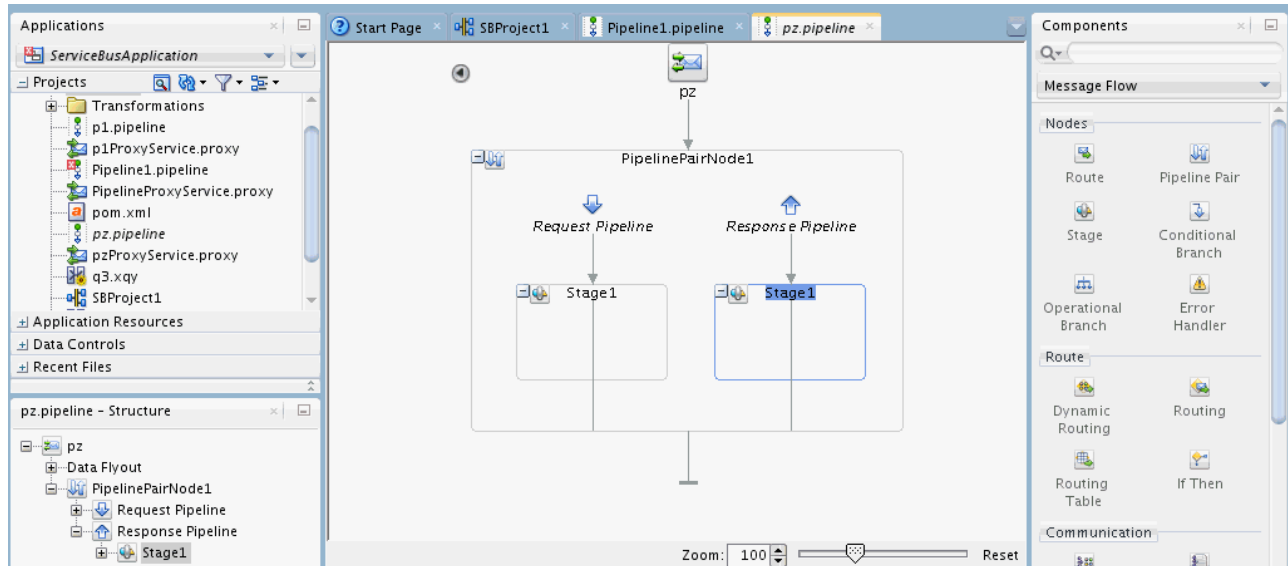 Applications
ServiceBusApplication
Projects
Transformations
p1.pipeline
p1ProxyService.proxy
Pipeline1.pipeline
PipelineProxyService.proxy
pom.xml
pz.pipeline
pzProxyService.proxy
q3.xqy
SBProject1
Application Resources
Data Controls
Recent Files
pz.pipeline - Structure
pz
Data Flyout
PipelinePairNode1
Request Pipeline
Response Pipeline
Stage1
Start Page
SBProject1
Pipeline1.pipeline
pz.pipeline
pz
PipelinePairNode1
Request Pipeline
Response Pipeline
Stage1
Stage1
Zoom: 100
Reset
Components
Message Flow
Nodes
Route
Pipeline Pair
Stage
Conditional
Branch
Operational
Branch
Error
Handler
Route
Dynamic
Routing
Routing
Routing
Table
If Then
Communication